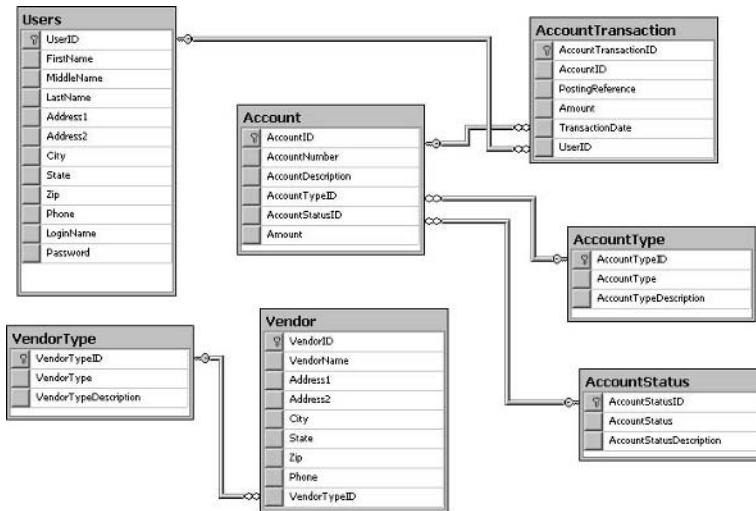 Users
UserID
FirstName
MiddleName
LastName
Address1
Address2
City
State
Zip
Phone
LoginName
Password
AccountTransaction
AccountTransactionID
AccountID
PostingReference
Amount
TransactionDate
UserID
Account
AccountID
AccountNumber
AccountDescription
AccountTypeID
AccountStatusID
Amount
AccountType
AccountTypeID
AccountType
AccountTypeDescription
VendorType
VendorTypeID
VendorType
VendorTypeDescription
Vendor
VendorID
VendorName
Address1
Address2
City
State
Zip
Phone
VendorTypeID
AccountStatus
AccountStatusID
AccountStatus
AccountStatusDescription